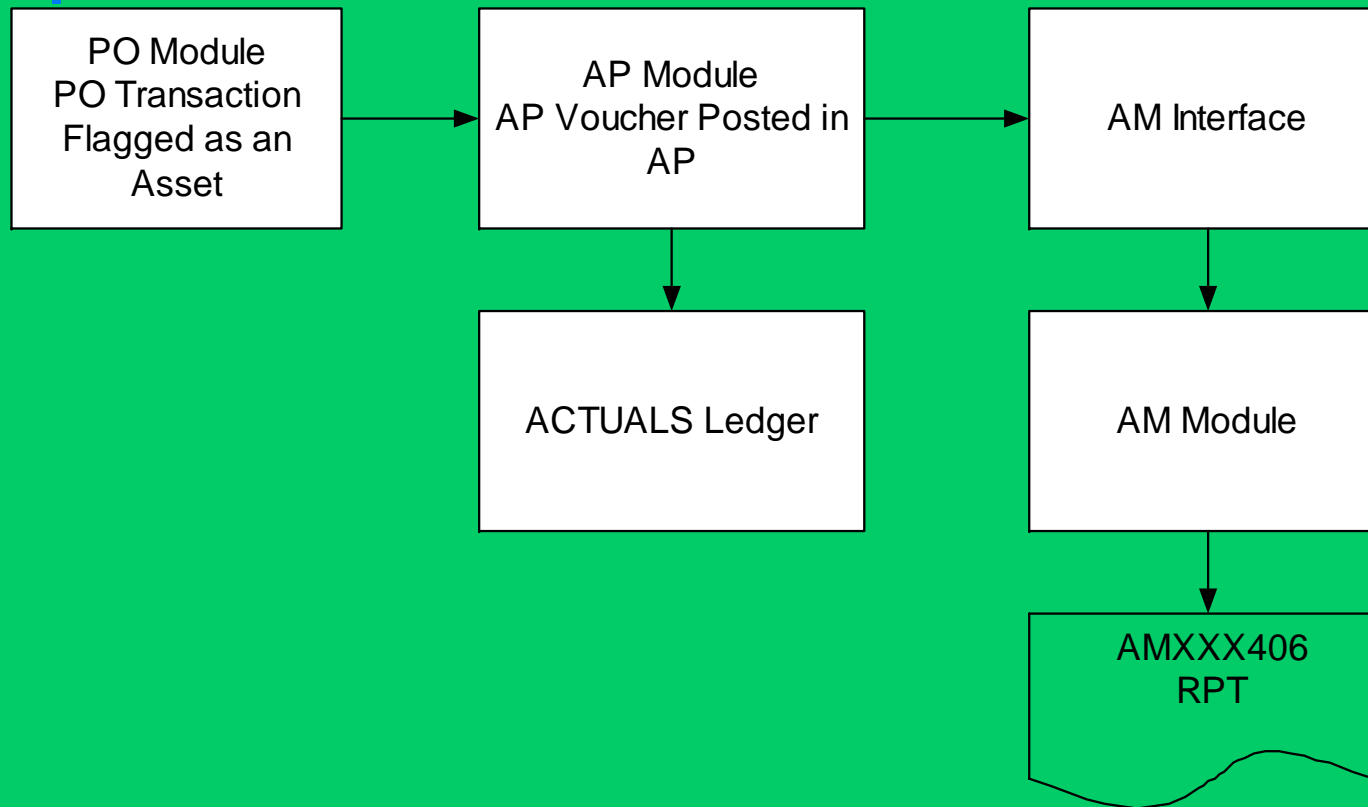 PO Module
PO Transaction
Flagged as an
Asset
AP Module
AP Voucher Posted in
AP
AM Interface
ACTUALS Ledger
AM Module
AMXXX406
RPT